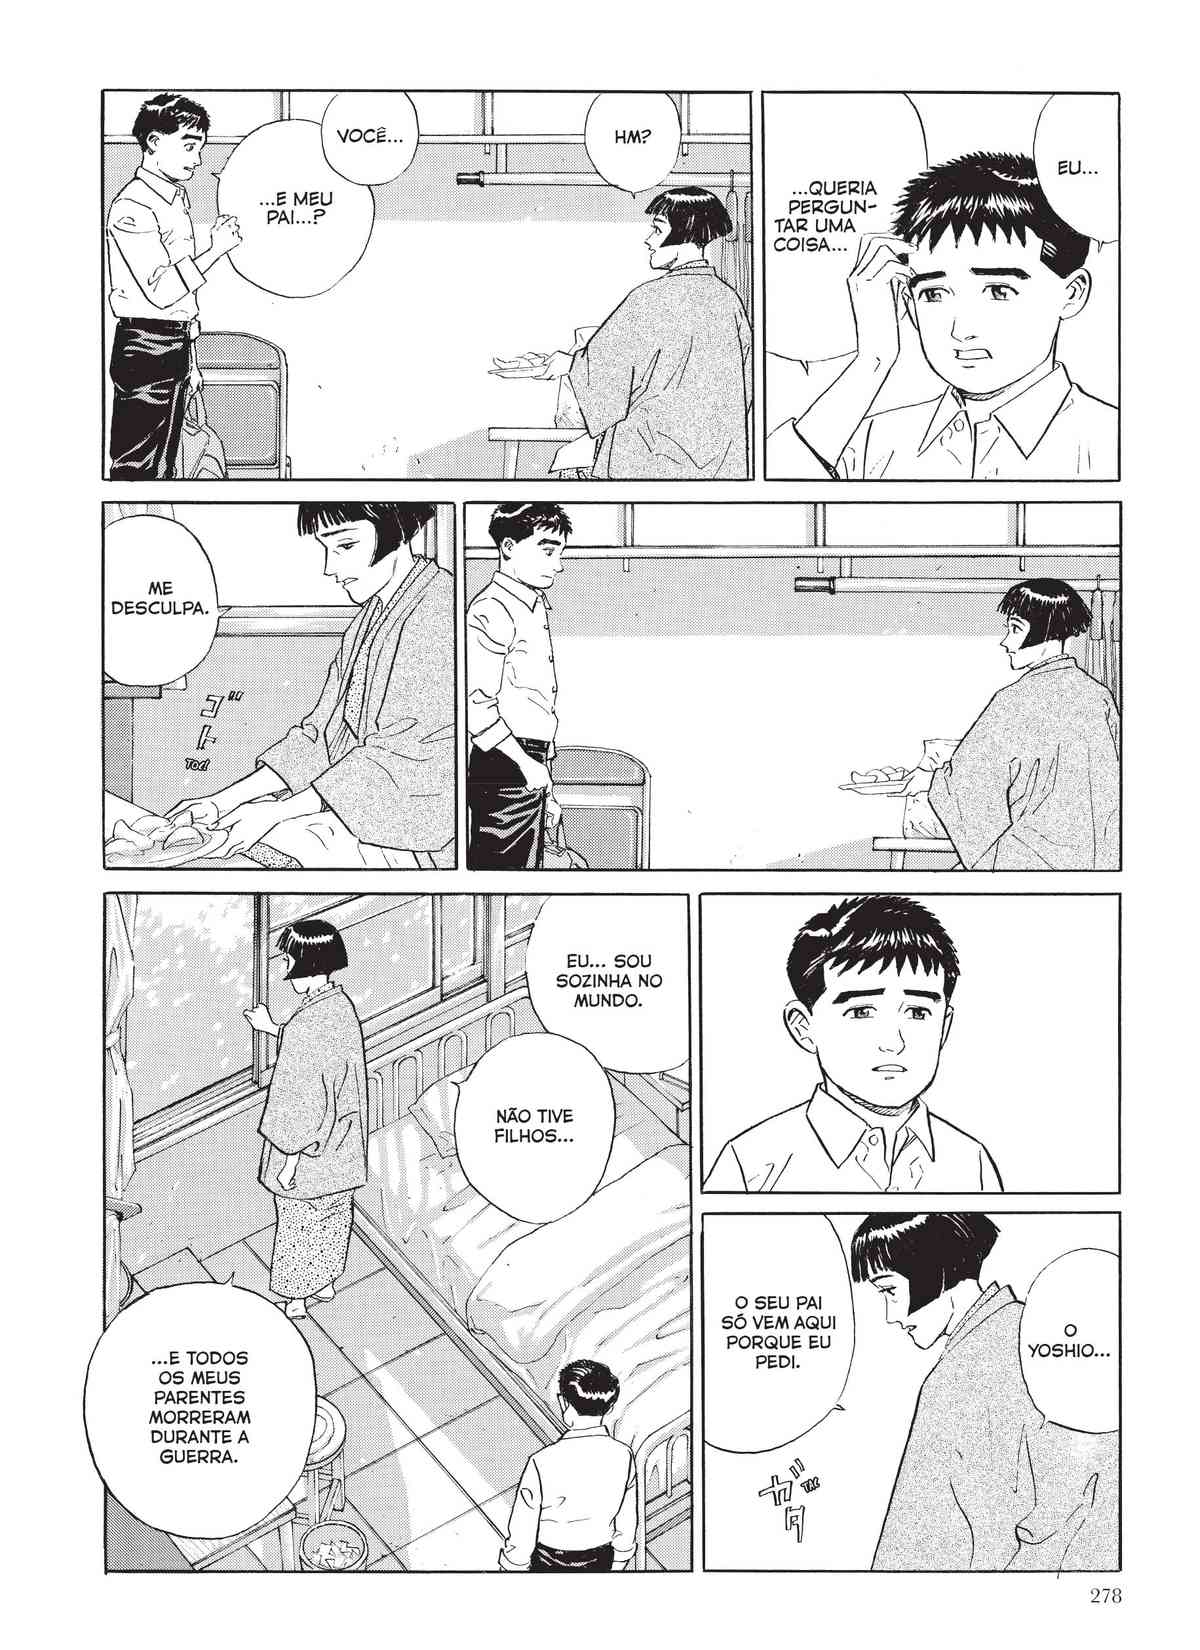 EU...
...QUERIA
PERGUN-
TAR UMA
COISA...
HM?
VOCÊ...
...E MEU
PAI...?
ME
DESCULPA.
ゴト
TOC!
O
YOSHIO...
O SEU PAI
SÓ VEM AQUI
PORQUE EU
PEDI.
ガタ
TAC
EU... SOU
SOZINHA NO
MUNDO.
NÃO TIVE
FILHOS...
...E TODOS
OS MEUS
PARENTES
MORRERAM
DURANTE A
GUERRA.
278